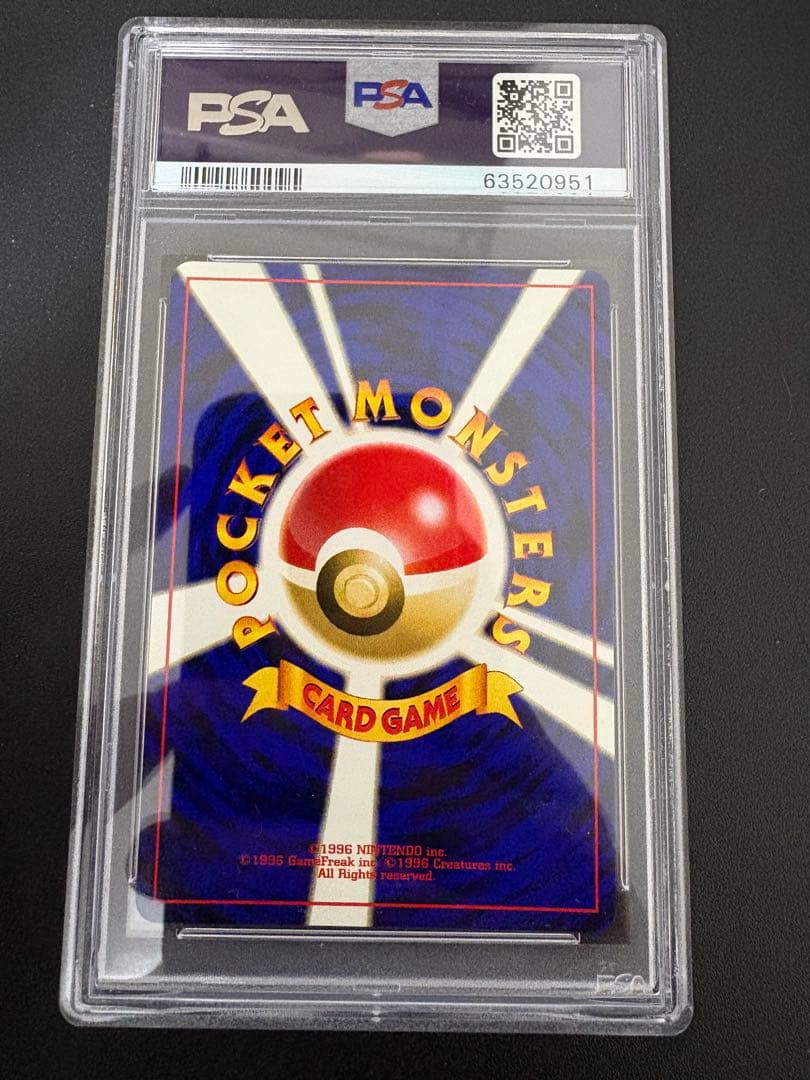 PSA
PSA
63520951
POCKET MONSTERS
CARD GAME
©1996 NINTENDO inc.
©1996 GameFreak inc. ©1996 Creatures inc.
All Rights reserved.
PSA